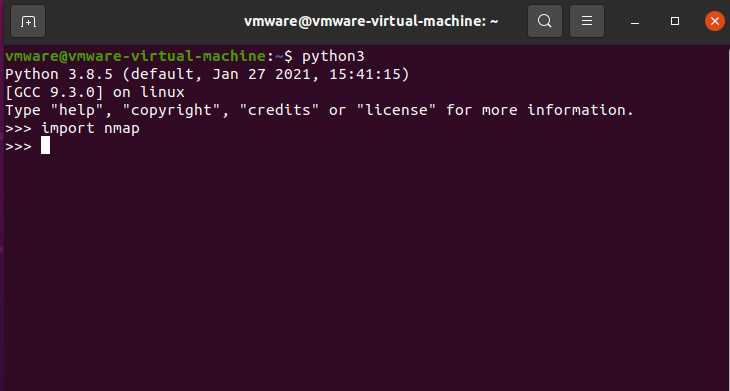 vmware@vmware-virtual-machine: ~
vmware@vmware-virtual-machine:~$ python3
Python 3.8.5 (default, Jan 27 2021, 15:41:15)
[GCC 9.3.0] on linux
Type "help", "copyright", "credits" or "license" for more information.
>>> import nmap
>>>